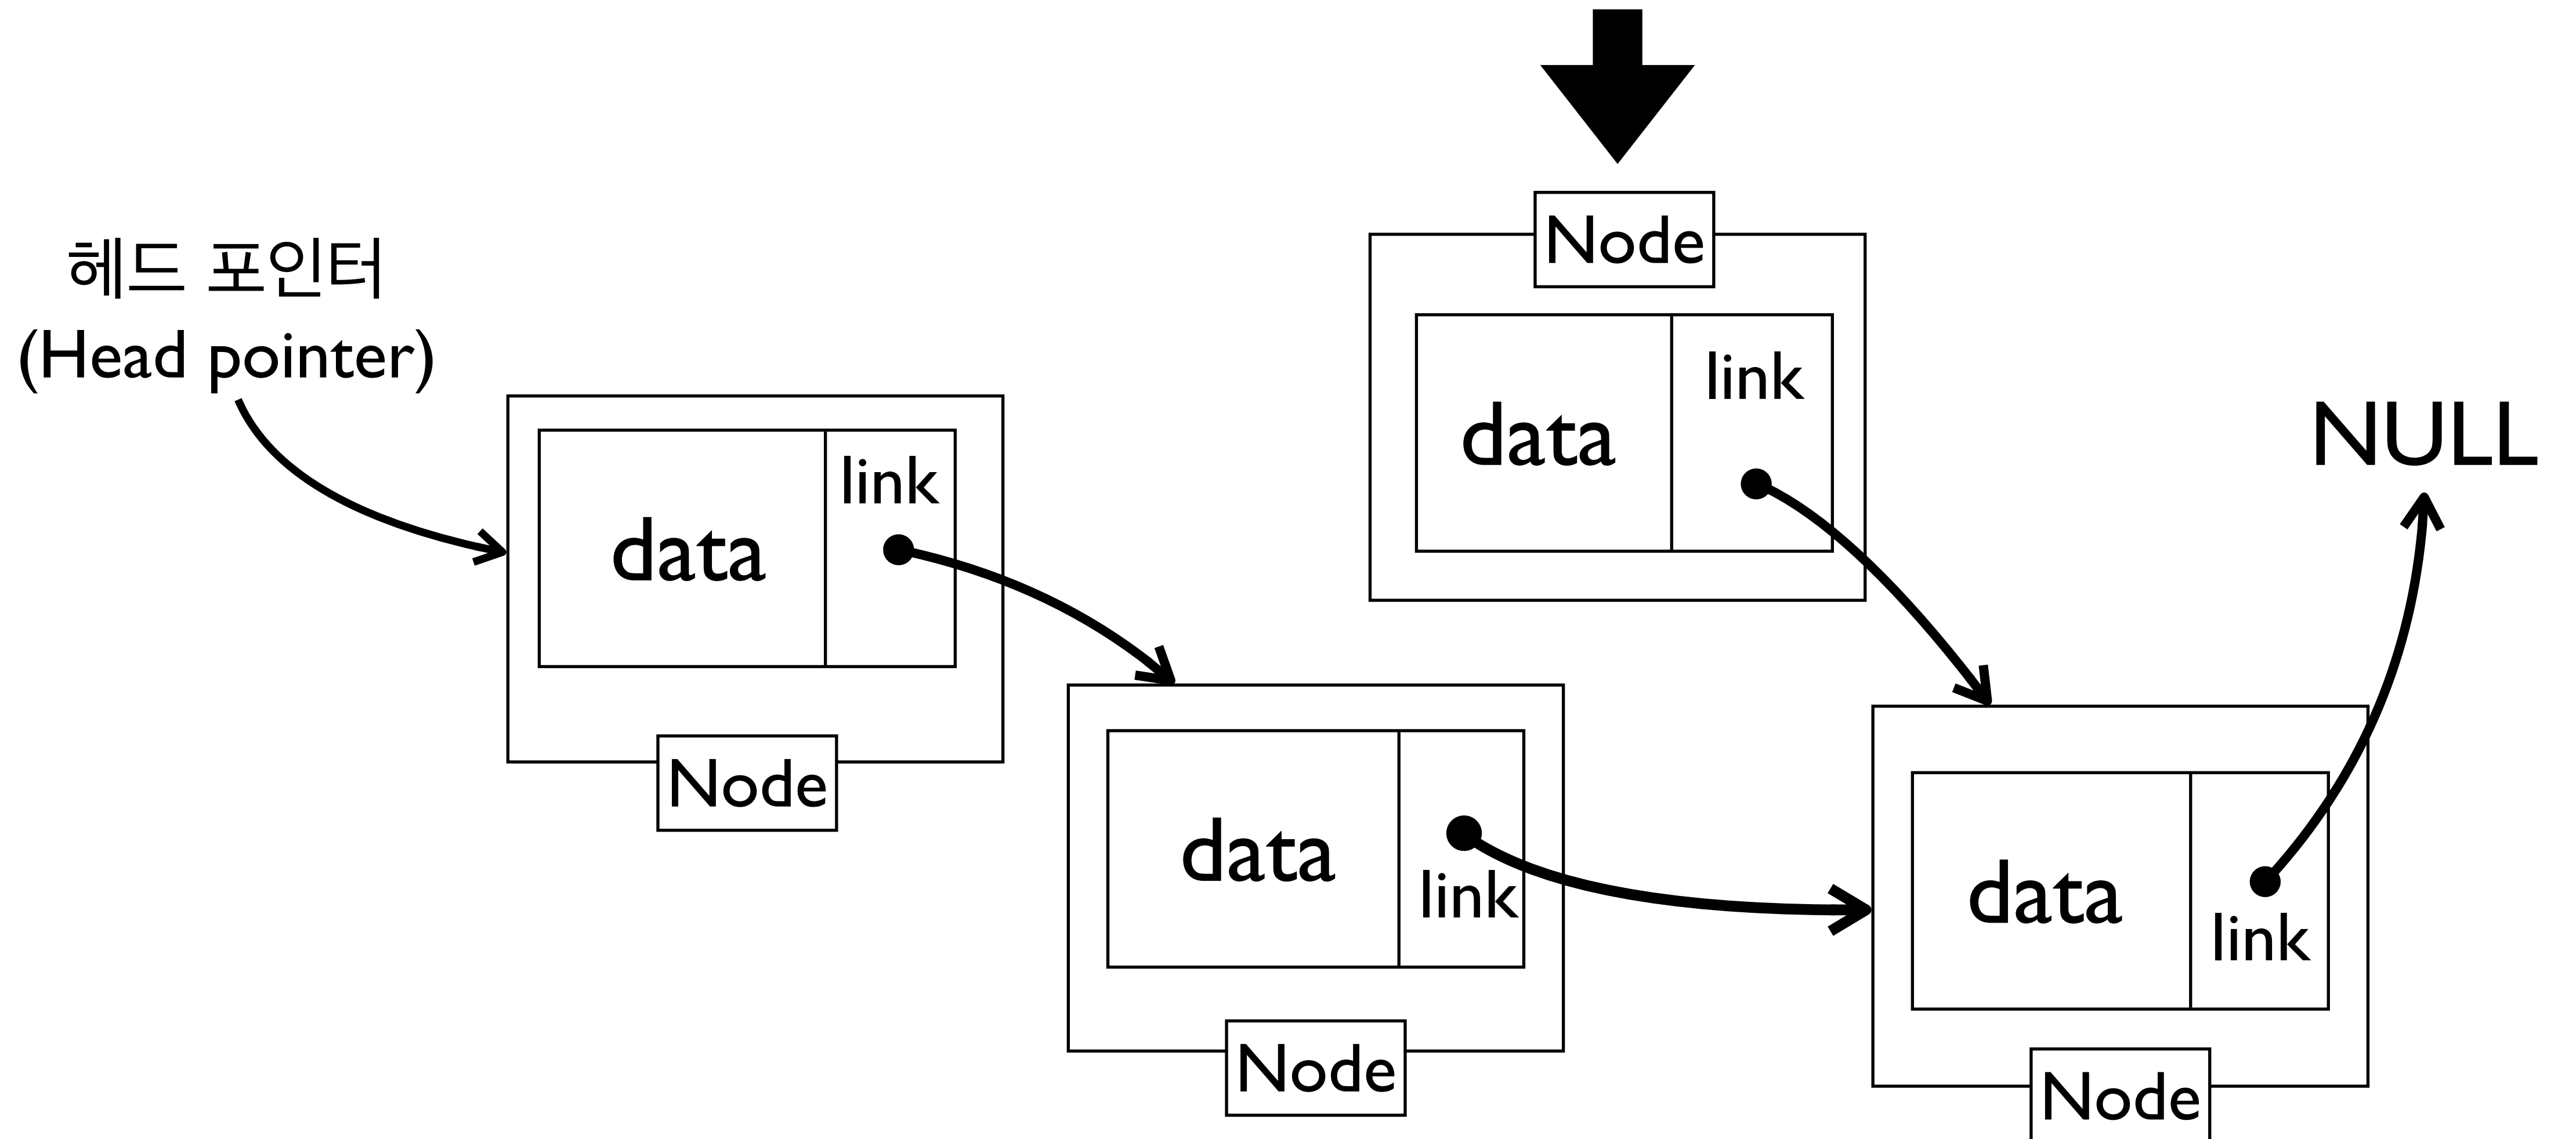 헤드 포인터
(Head pointer)
data
link
Node
data
link
Node
Node
data
link
data
link
Node
NULL